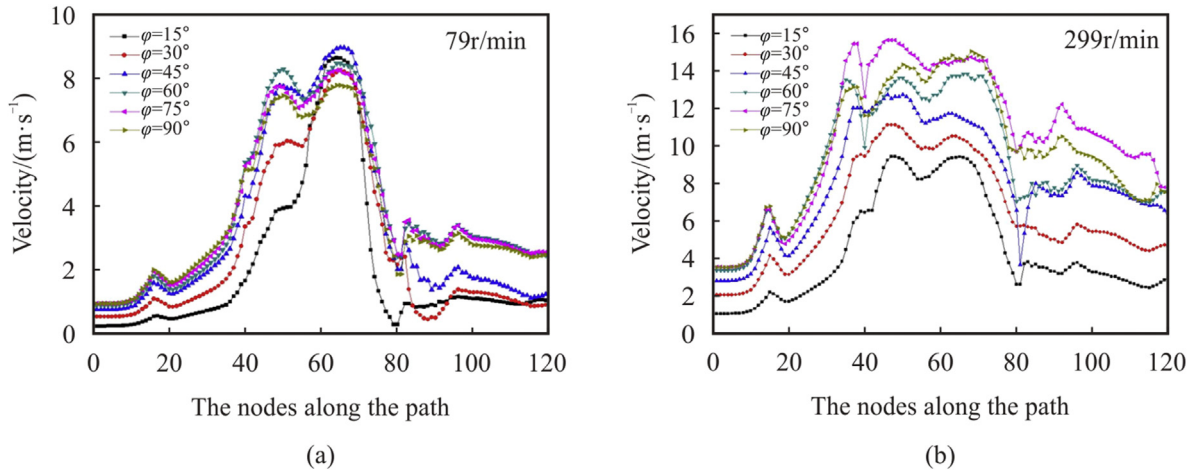 79r/min
φ=15°
φ=30°
φ=45°
φ=60°
φ=75°
φ=90°
10
8
6
4
2
0
Velocity/(m·s⁻¹)
0 20 40 60 80 100 120
The nodes along the path
(a)
299r/min
φ=15°
φ=30°
φ=45°
φ=60°
φ=75°
φ=90°
16
14
12
10
8
6
4
2
0
Velocity/(m·s⁻¹)
0 20 40 60 80 100 120
The nodes along the path
(b)